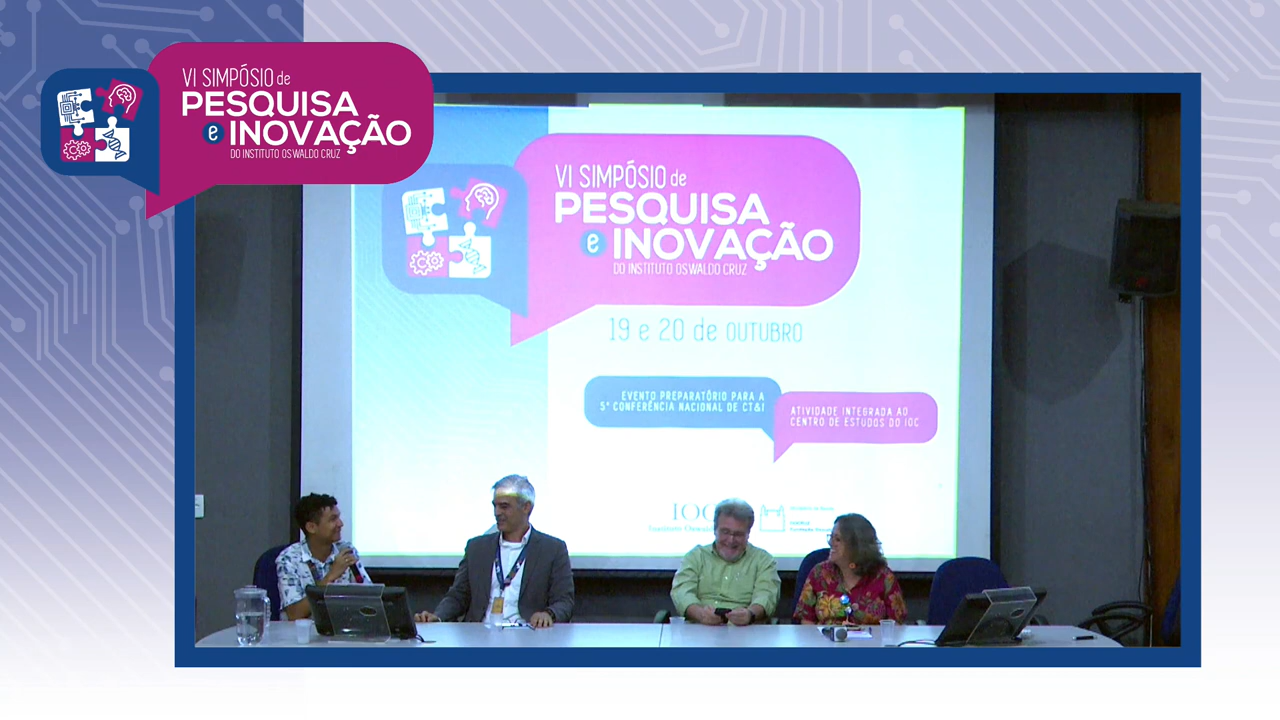 VI SIMPÓSIO de
PESQUISA
e INOVAÇÃO
DO INSTITUTO OSWALDO CRUZ
VI SIMPÓSIO de
PESQUISA
e INOVAÇÃO
DO INSTITUTO OSWALDO CRUZ
19 e 20 de OUTUBRO
EVENTO PREPARATÓRIO PARA A
5ª CONFERÊNCIA NACIONAL DE CT&I
ATIVIDADE INTEGRADA AO
CENTRO DE ESTUDOS DO IOC
IOC
Instituto